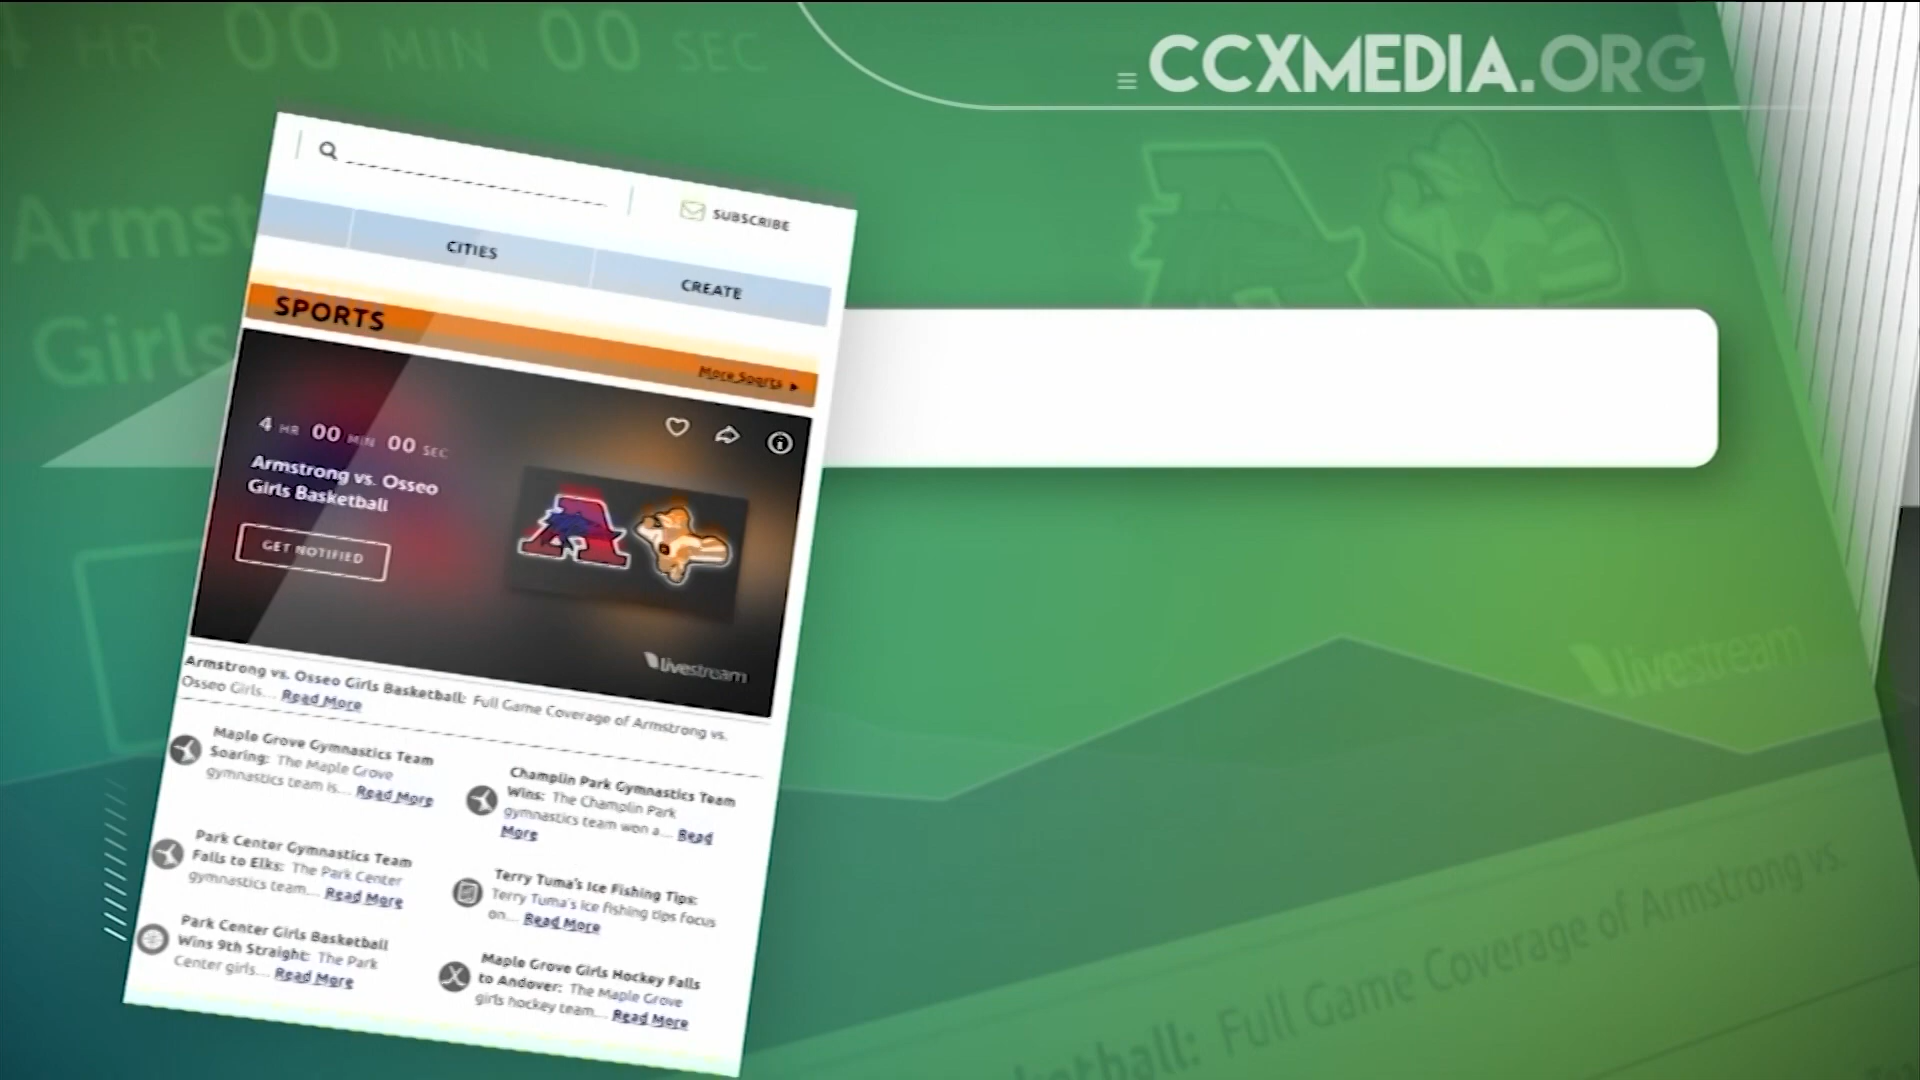 4 HR 00 MIN 00 SEC
CCXMEDIA.ORG
SUBSCRIBE
CITIES
CREATE
SPORTS
More Sports
4 HR 00 MIN 00 SEC
Armstrong vs. Osseo
Girls Basketball
GET NOTIFIED
A
livestream
Armstrong vs. Osseo Girls Basketball: Full Game Coverage of Armstrong vs.
Osseo Girls... Read More
Maple Grove Gymnastics Team
Soaring: The Maple Grove
gymnastics team is... Read More
Champlin Park Gymnastics Team
Wins: The Champlin Park
gymnastics team won a... Read
More
Park Center Gymnastics Team
Falls to Elks: The Park Center
gymnastics team... Read More
Terry Tuma's Ice Fishing Tips:
Terry Tuma's ice fishing tips focus
on... Read More
Park Center Girls Basketball
Wins 9th Straight: The Park
Center girls... Read More
Maple Grove Girls Hockey Falls
to Andover: The Maple Grove
girls hockey team... Read More
Armst
Girls
A
livestream
ketball: Full Game Coverage of Armstrong vs.